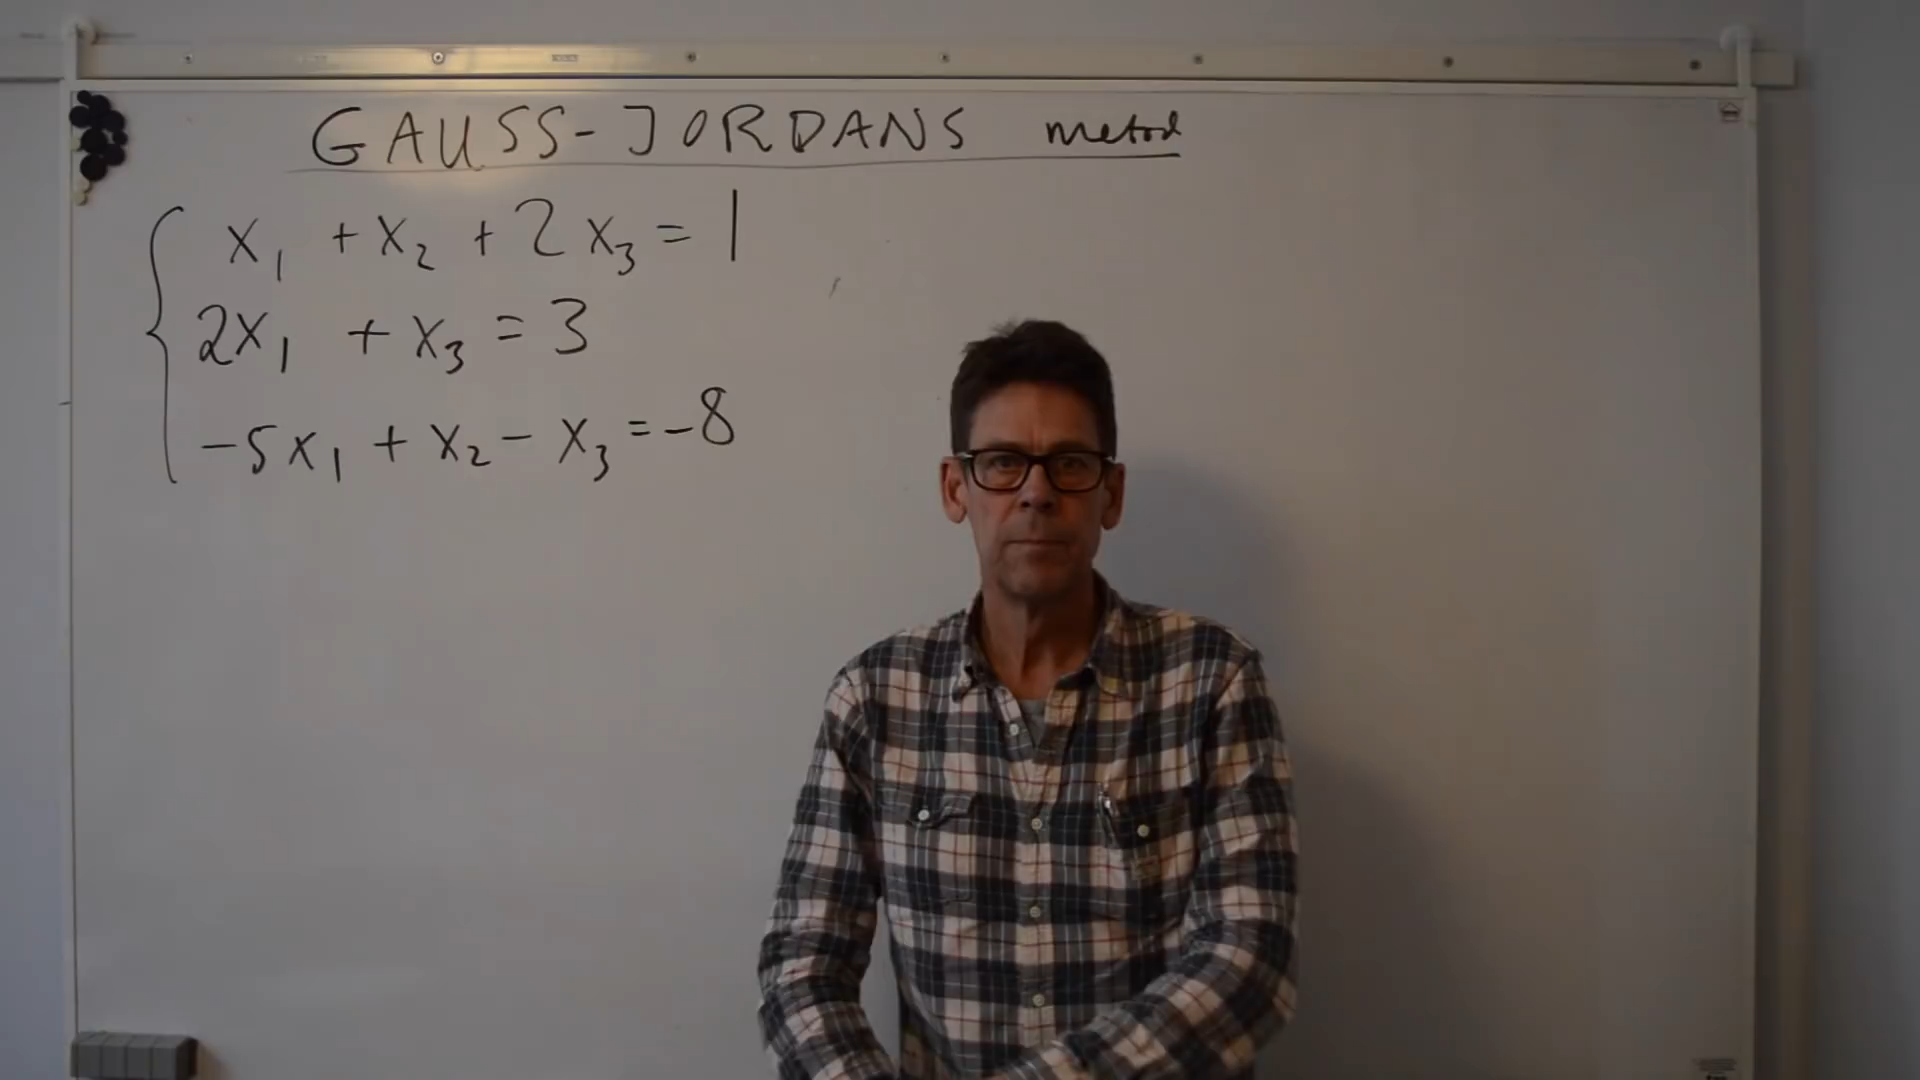 GAUSS-JORDANS metod
x₁ + x₂ + 2x₃ = 1
2x₁ + x₃ = 3
-5x₁ + x₂ - x₃ = -8